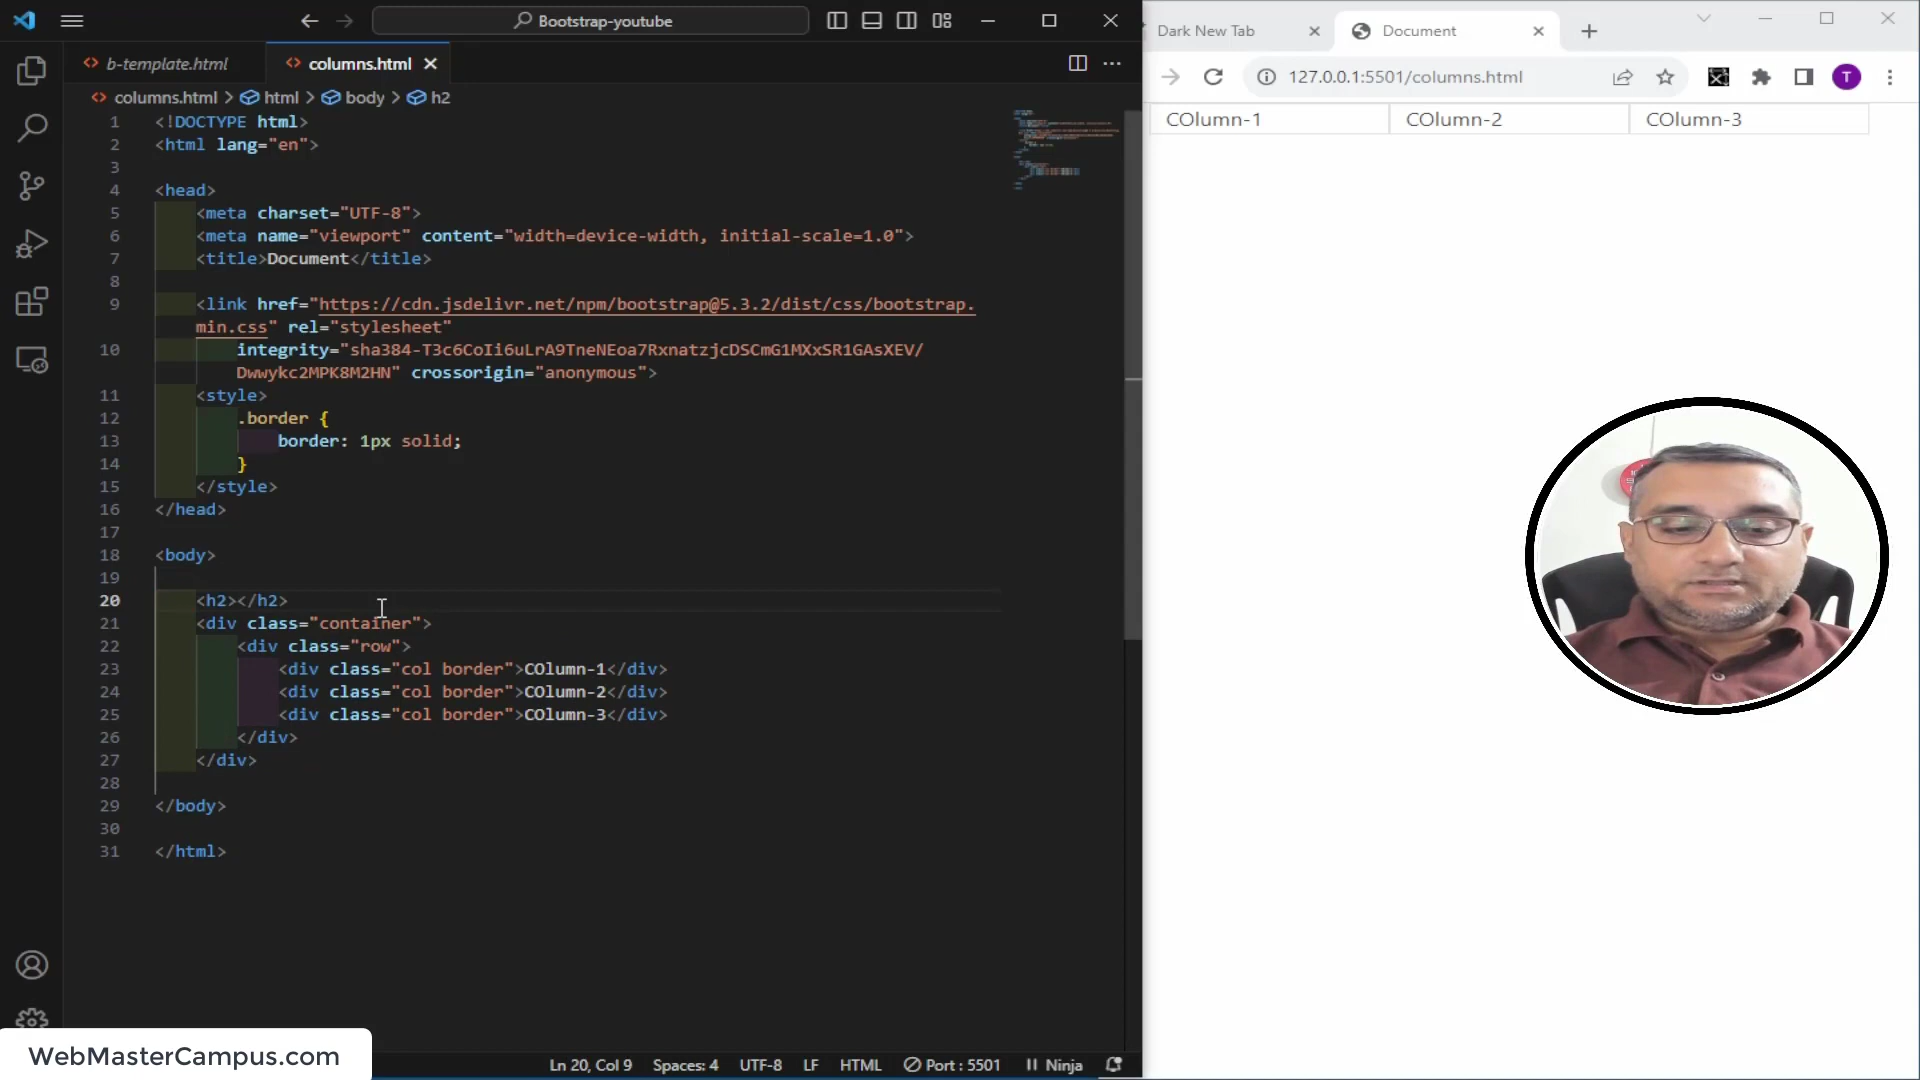 Bootstrap-youtube
b-template.html
columns.html
columns.html > html > body > h2
1 <!DOCTYPE html>
2 <html lang="en">
3
4 <head>
5 <meta charset="UTF-8">
6 <meta name="viewport" content="width=device-width, initial-scale=1.0">
7 <title>Document</title>
8
9 <link href="https://cdn.jsdelivr.net/npm/bootstrap@5.3.2/dist/css/bootstrap.
min.css" rel="stylesheet"
10 integrity="sha384-T3c6CoIi6uLrA9TneNEoa7RxnatzjcDSCmG1MXxSR1GAsXEV/
Dwwykc2MPK8M2HN" crossorigin="anonymous">
11 <style>
12 .border {
13 border: 1px solid;
14 }
15 </style>
16 </head>
17
18 <body>
19
20 <h2></h2>
21 <div class="container">
22 <div class="row">
23 <div class="col border">COlumn-1</div>
24 <div class="col border">COlumn-2</div>
25 <div class="col border">COlumn-3</div>
26 </div>
27 </div>
28
29 </body>
30
31 </html>
Ln 20, Col 9 Spaces: 4 UTF-8 LF HTML Port : 5501 Ninja
WebMasterCampus.com
Dark New Tab
Document
127.0.0.1:5501/columns.html
T
COlumn-1 COlumn-2 COlumn-3